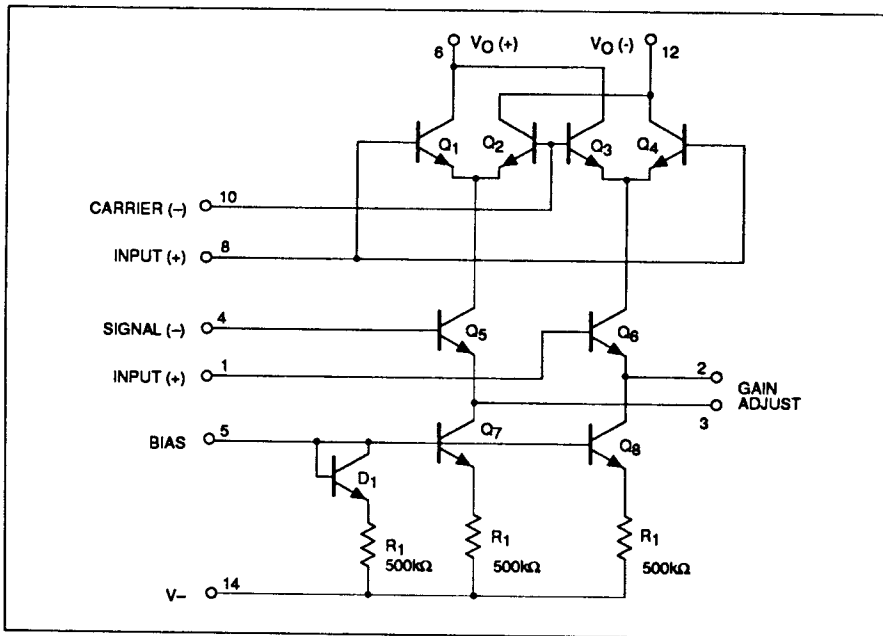 6 VO (+) VO (-) 12
Q1 Q2 Q3 Q4
CARRIER (–) 10
INPUT (+) 8
SIGNAL (–) 4 Q5 Q6
INPUT (+) 1
2 GAIN
ADJUST
3
BIAS 5 Q7 Q8
D1
R1 R1 R1
500kΩ 500kΩ 500kΩ
V– 14